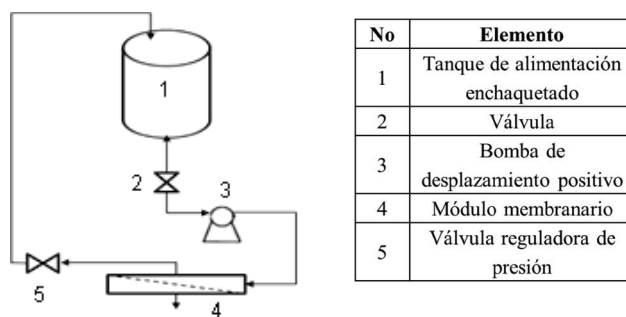 1
2
3
5
4
No Elemento
1 Tanque de alimentación
enchaquetado
2 Válvula
3 Bomba de
desplazamiento positivo
4 Módulo membranario
5 Válvula reguladora de
presión